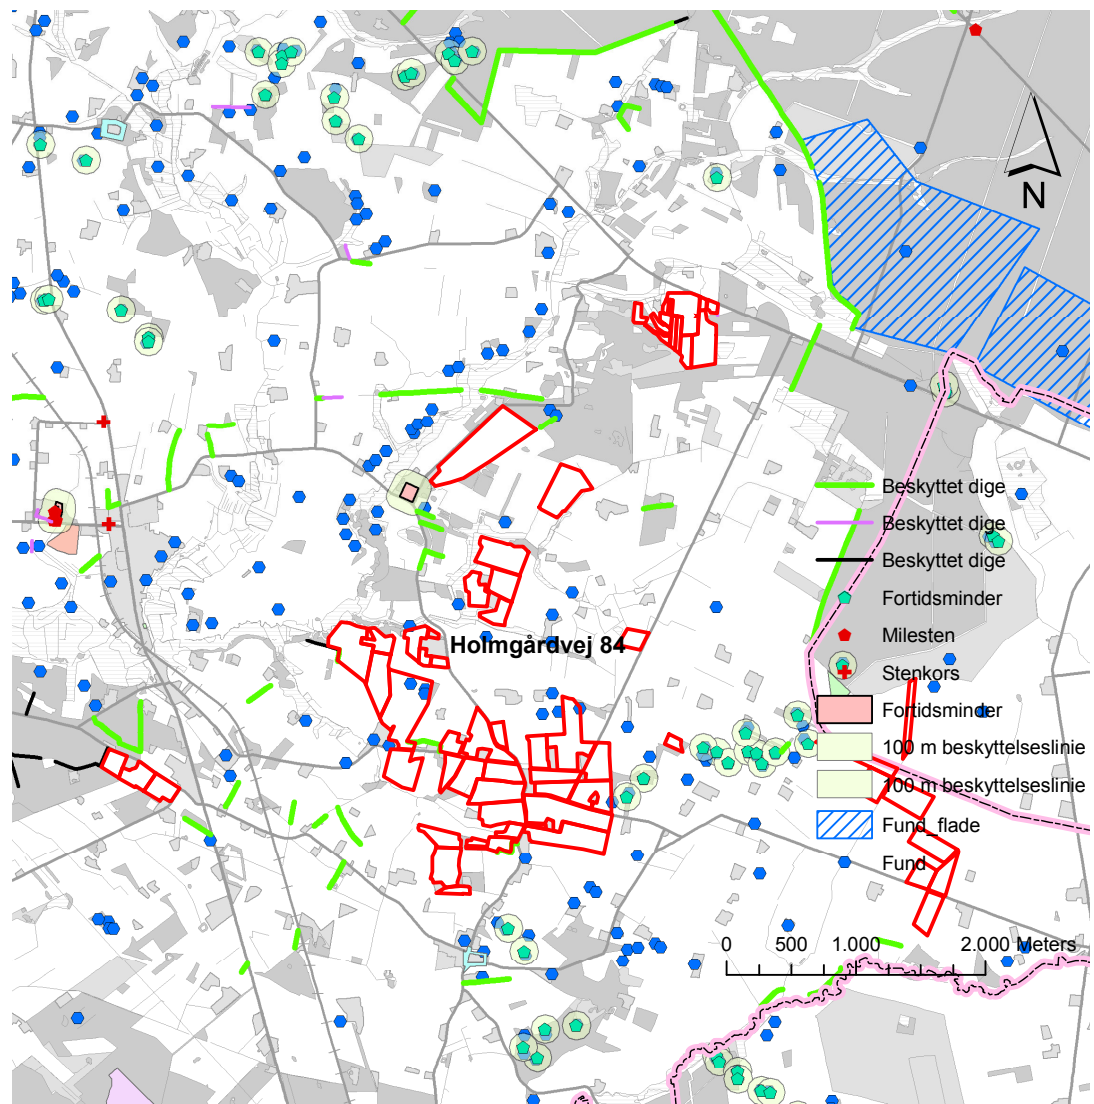 N
Beskyttet dige
Beskyttet dige
Beskyttet dige
Fortidsminder
Milesten
Holmgårdvej 84
Stenkors
Fortidsminder
100 m beskyttelseslinie
100 m beskyttelseslinie
Fund_flade
Fund
0 500 1.000 2.000 Meters